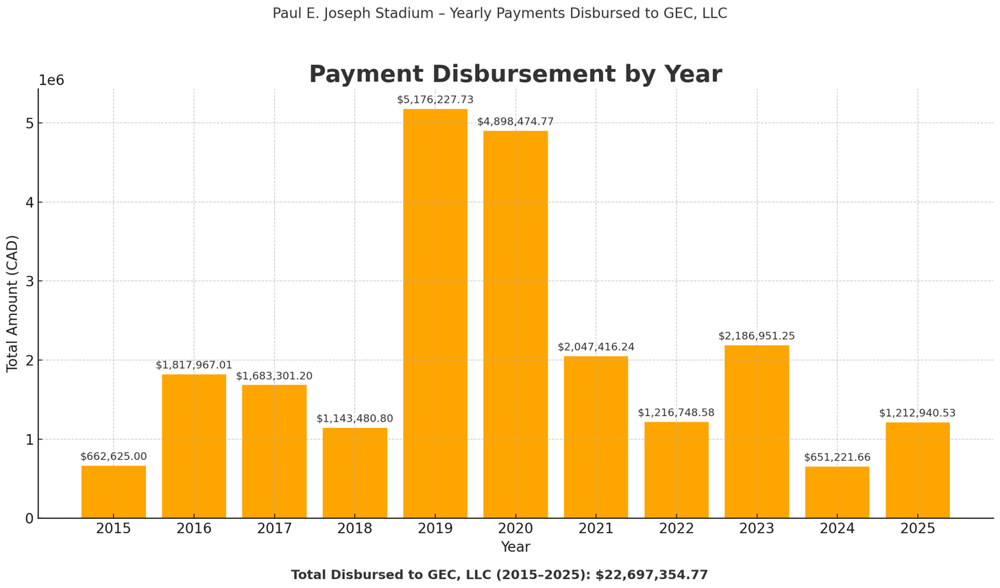 Paul E. Joseph Stadium – Yearly Payments Disbursed to GEC, LLC
Payment Disbursement by Year
1e6
Total Amount (CAD)
5
4
3
2
1
0
$662,625.00
$1,817,967.01
$1,683,301.20
$1,143,480.80
$5,176,227.73
$4,898,474.77
$2,047,416.24
$1,216,748.58
$2,186,951.25
$651,221.66
$1,212,940.53
2015 2016 2017 2018 2019 2020 2021 2022 2023 2024 2025
Year
Total Disbursed to GEC, LLC (2015–2025): $22,697,354.77